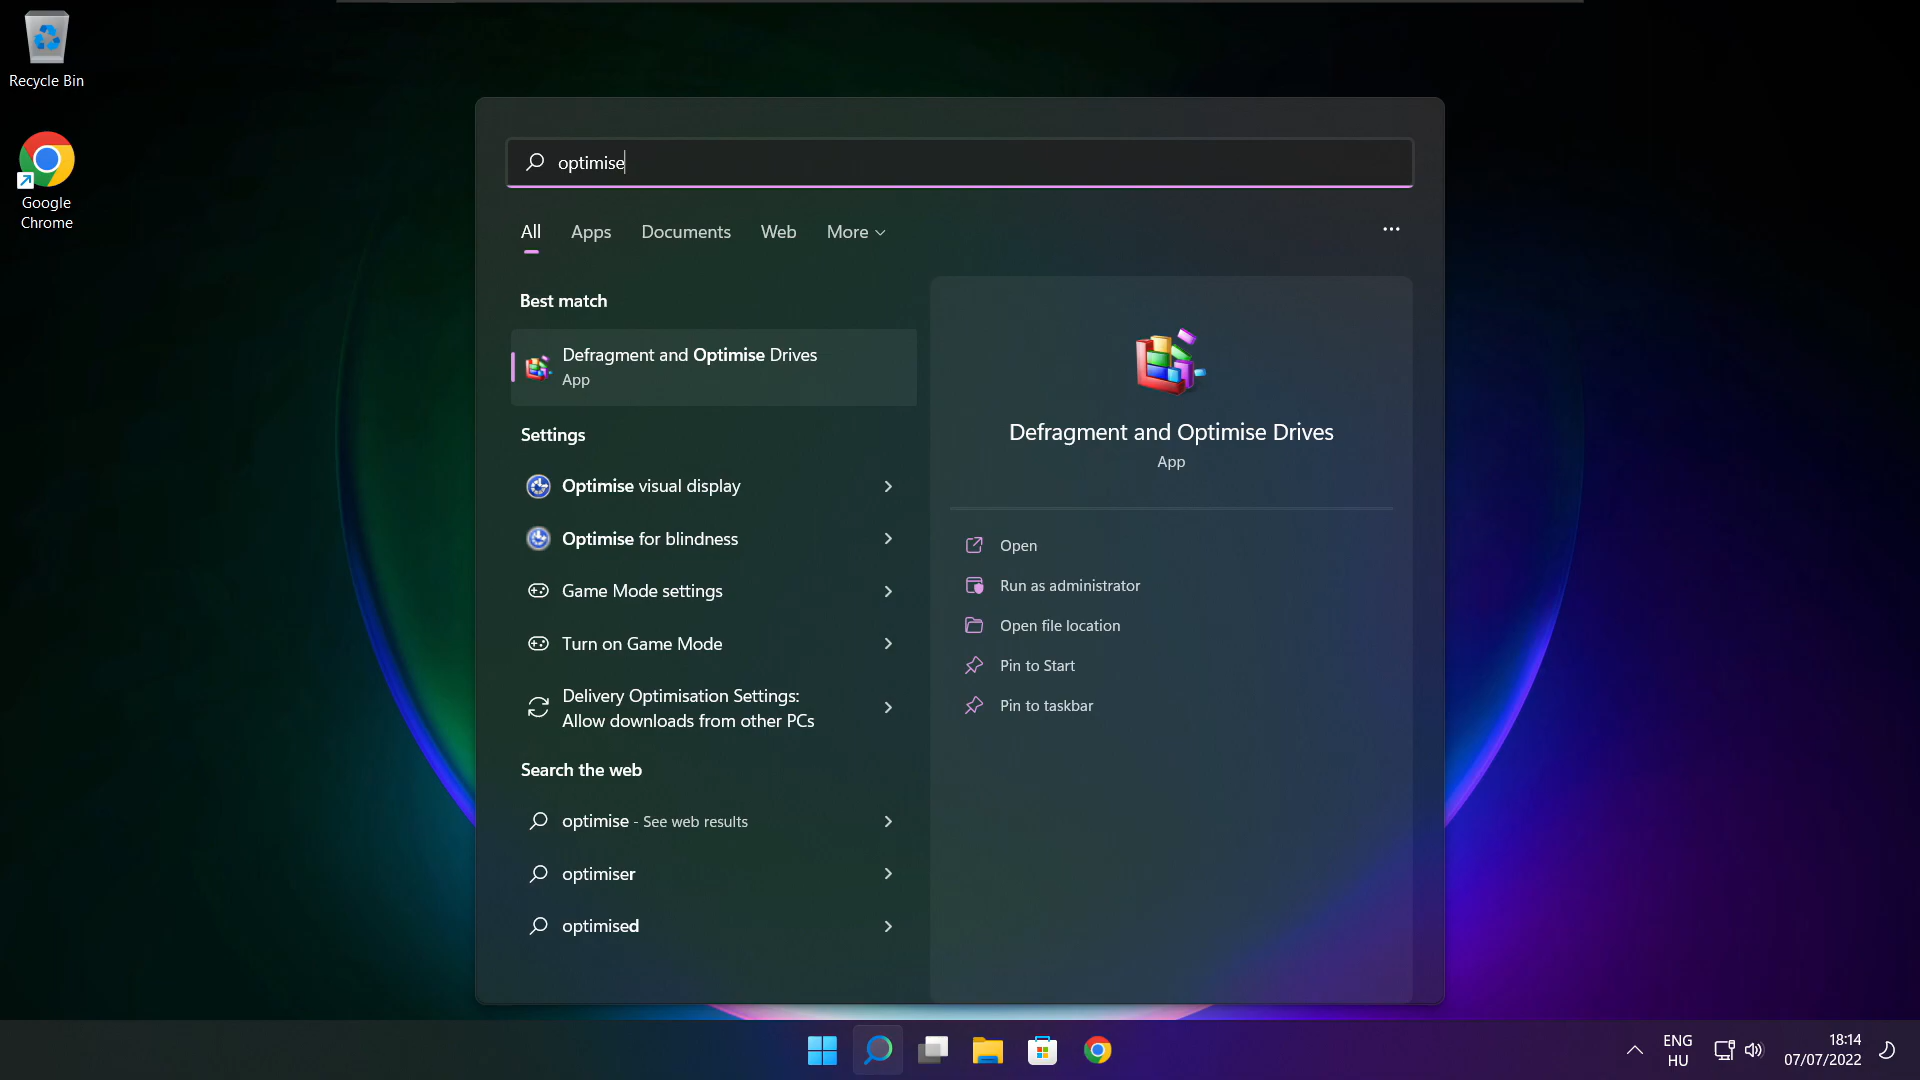 Recycle Bin
Google
Chrome
optimise
All Apps Documents Web More
Best match
Defragment and Optimise Drives
App
Settings
Optimise visual display
Optimise for blindness
Game Mode settings
Turn on Game Mode
Delivery Optimisation Settings:
Allow downloads from other PCs
Search the web
optimise - See web results
optimiser
optimised
Defragment and Optimise Drives
App
Open
Run as administrator
Open file location
Pin to Start
Pin to taskbar
ENG
HU
18:14
07/07/2022